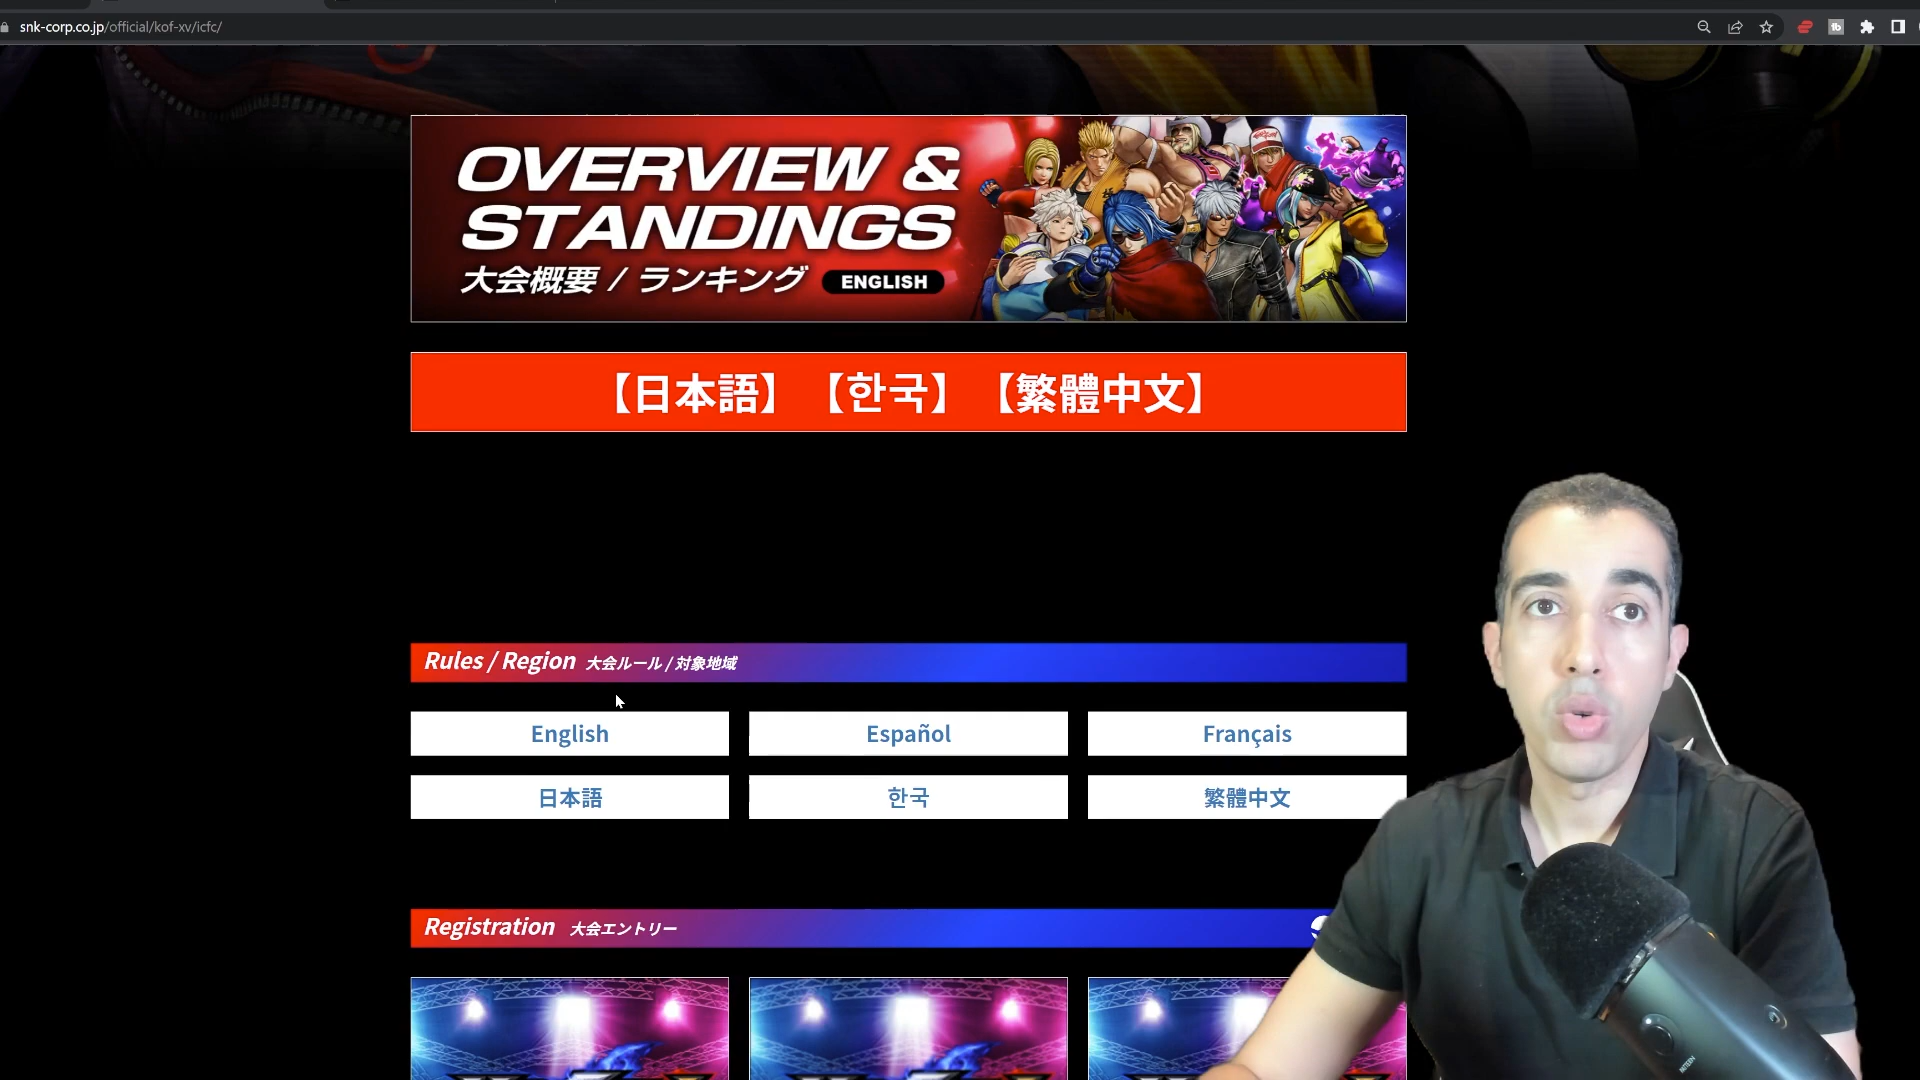 snk-corp.co.jp/official/kof-xv/icfc/
OVERVIEW &
STANDINGS
大会概要 / ランキング ENGLISH
【日本語】 【한국】 【繁體中文】
Rules / Region 大会ルール / 対象地域
English Español Français
日本語 한국 繁體中文
Registration 大会エントリー